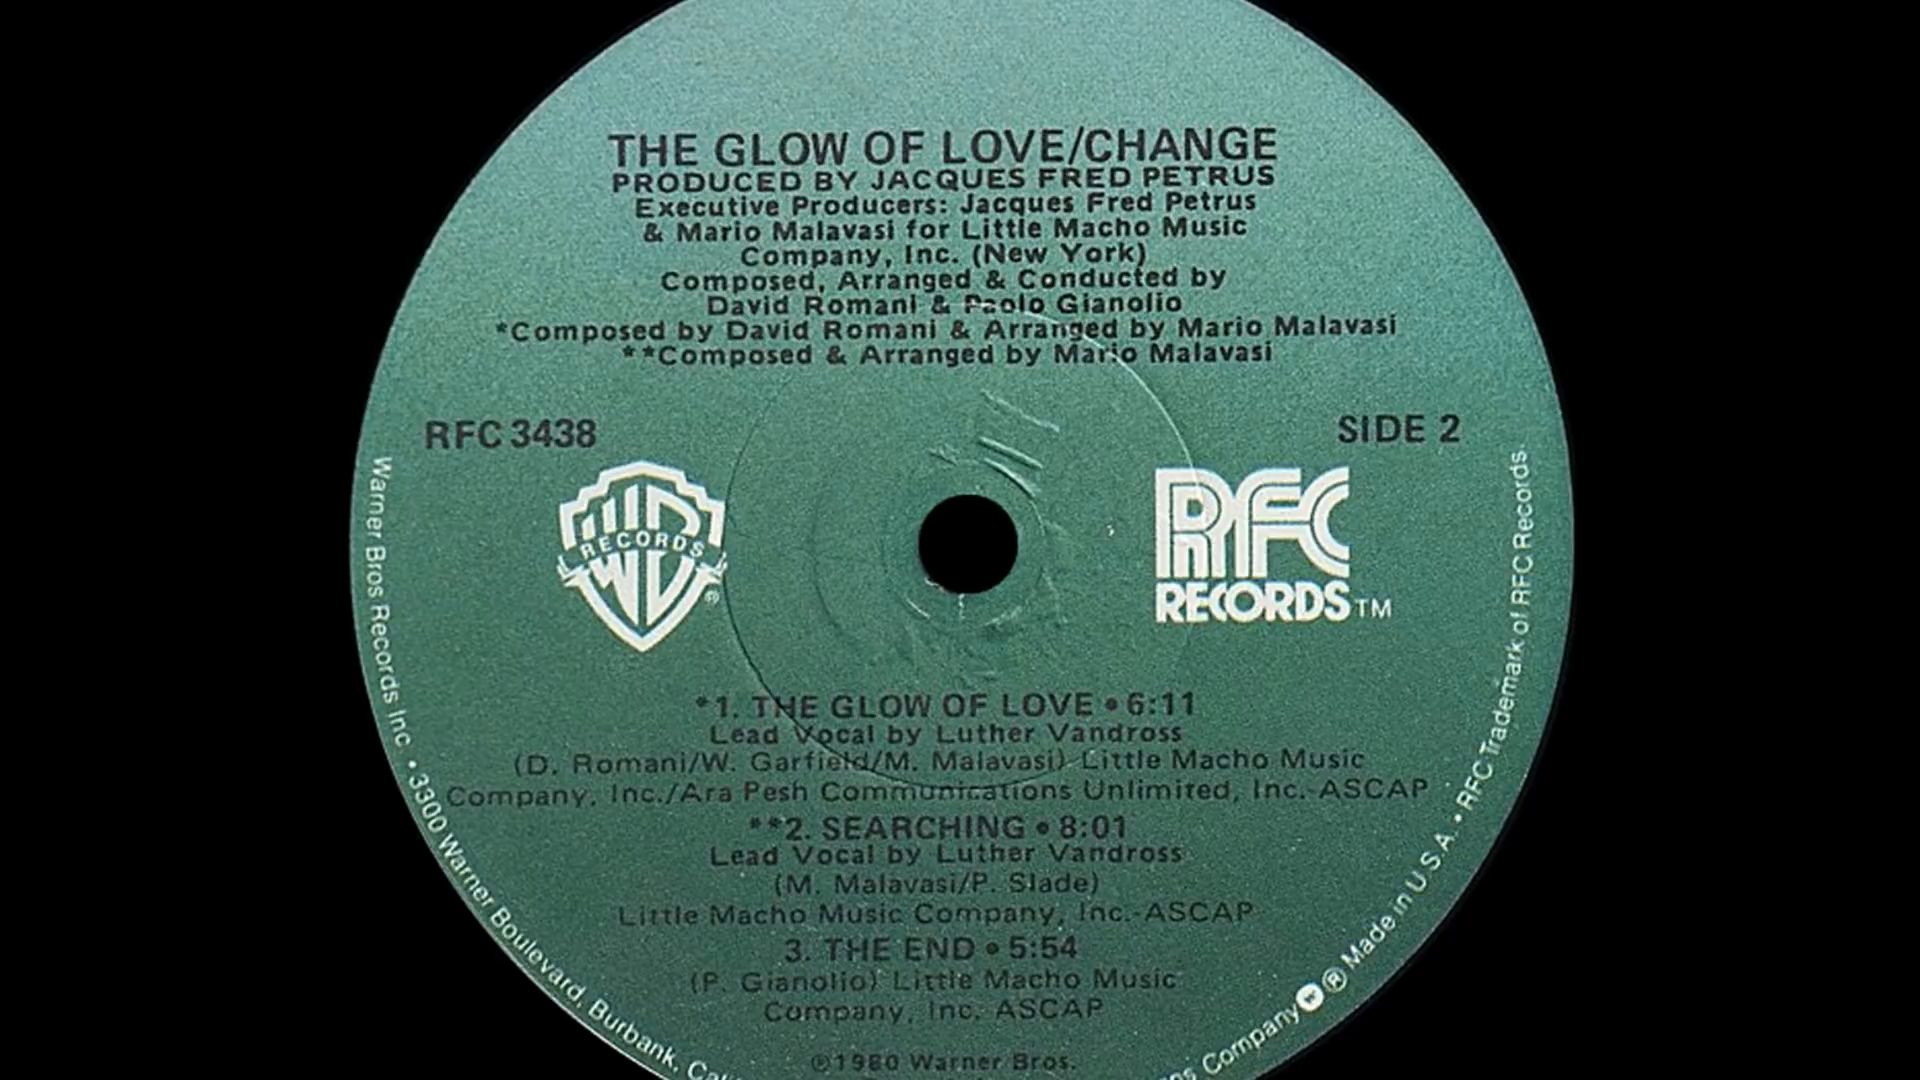 THE GLOW OF LOVE/CHANGE
PRODUCED BY JACQUES FRED PETRUS
Executive Producers: Jacques Fred Petrus
& Mario Malavasi for Little Macho Music
Company, Inc. (New York)
Composed, Arranged & Conducted by
David Romani & Paolo Gianolio
*Composed by David Romani & Arranged by Mario Malavasi
**Composed & Arranged by Mario Malavasi
RFC 3438
SIDE 2
RECORDS
RFC
RECORDS TM
*1. THE GLOW OF LOVE • 6:11
Lead Vocal by Luther Vandross
(D. Romani/W. Garfield/M. Malavasi) Little Macho Music
Company, Inc./Ara Pesh Communications Unlimited, Inc.-ASCAP
**2. SEARCHING • 8:01
Lead Vocal by Luther Vandross
(M. Malavasi/P. Slade)
Little Macho Music Company, Inc.-ASCAP
3. THE END • 5:54
(P. Gianolio) Little Macho Music
Company, Inc. ASCAP
℗1980 Warner Bros.
Warner Bros Records Inc. • 3300 Warner Boulevard, Burbank,
Company ® Made in U.S.A. • RFC Trademark of RFC Records.